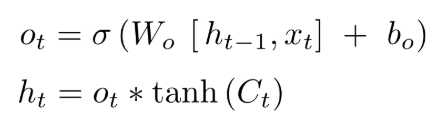 o_t = σ (W_o [h_{t−1}, x_t] + b_o)
h_t = o_t * tanh (C_t)